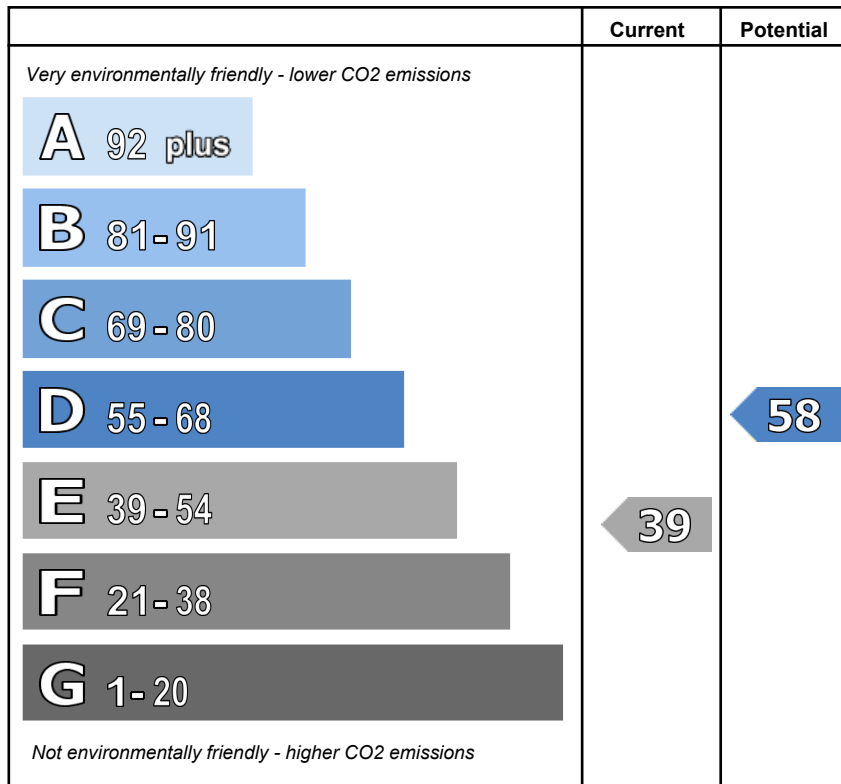 Current Potential
Very environmentally friendly - lower CO2 emissions
A 92 plus
B 81-91
C 69-80
D 55-68
58
E 39-54
39
F 21-38
G 1-20
Not environmentally friendly - higher CO2 emissions